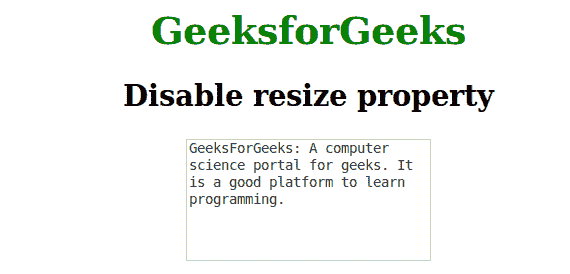 GeeksforGeeks
Disable resize property
GeeksForGeeks: A computer
science portal for geeks. It
is a good platform to learn
programming.